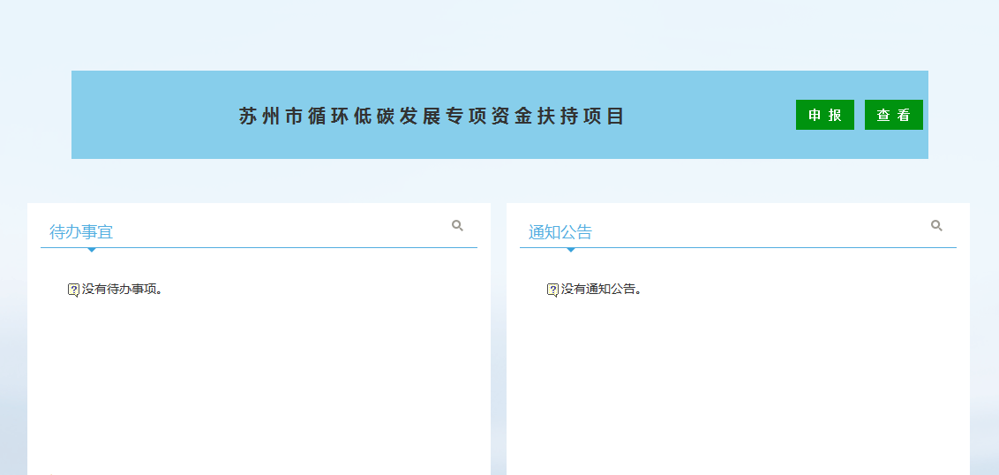 苏州市循环低碳发展专项资金扶持项目
申报
查看
待办事宜
没有待办事项。
通知公告
没有通知公告。